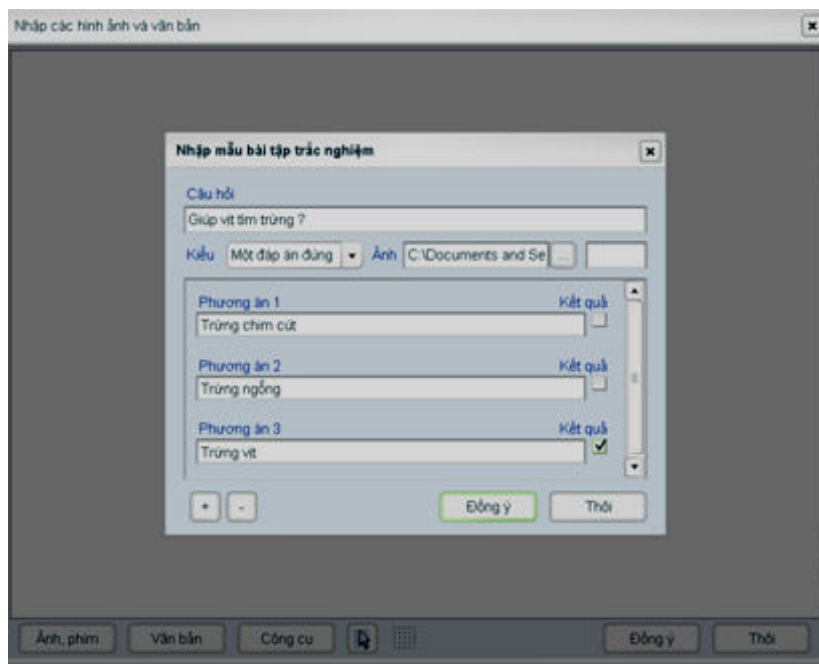 Nhập các hình ảnh và văn bản
Nhập mẫu bài tập trắc nghiệm
Câu hỏi
Giúp vịt tìm trứng ?
Kiểu Một đáp án đúng Ảnh C:\Documents and Se ...
Phương án 1 Kết quả
Trứng chim cút
Phương án 2 Kết quả
Trứng ngỗng
Phương án 3 Kết quả
Trứng vịt
+ - Đồng ý Thôi
Ảnh, phim Văn bản Công cụ Đồng ý Thôi